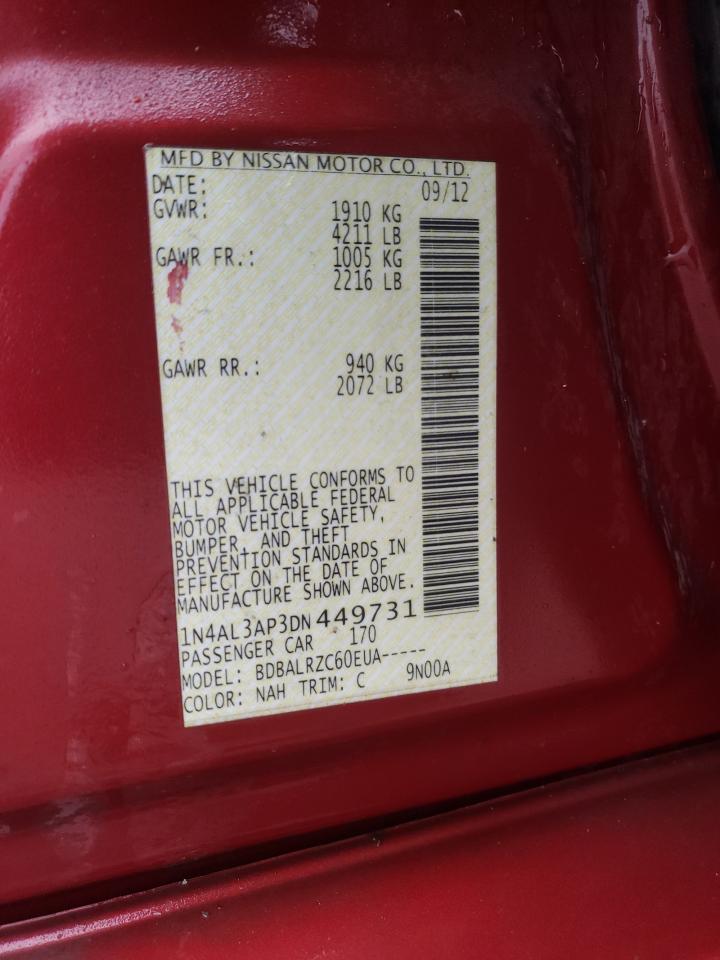 MFD BY NISSAN MOTOR CO., LTD.
DATE: 09/12
GVWR: 1910 KG
4211 LB
GAWR FR.: 1005 KG
2216 LB
GAWR RR.: 940 KG
2072 LB
THIS VEHICLE CONFORMS TO
ALL APPLICABLE FEDERAL
MOTOR VEHICLE SAFETY,
BUMPER, AND THEFT
PREVENTION STANDARDS IN
EFFECT ON THE DATE OF
MANUFACTURE SHOWN ABOVE.
1N4AL3AP3DN449731
PASSENGER CAR 170
MODEL: BDBALRZC60EUA-----
COLOR: NAH TRIM: C 9N00A